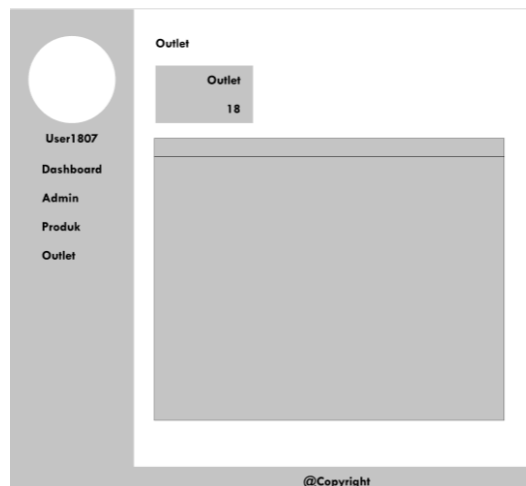 User1807
Dashboard
Admin
Produk
Outlet
Outlet
Outlet
18
@Copyright